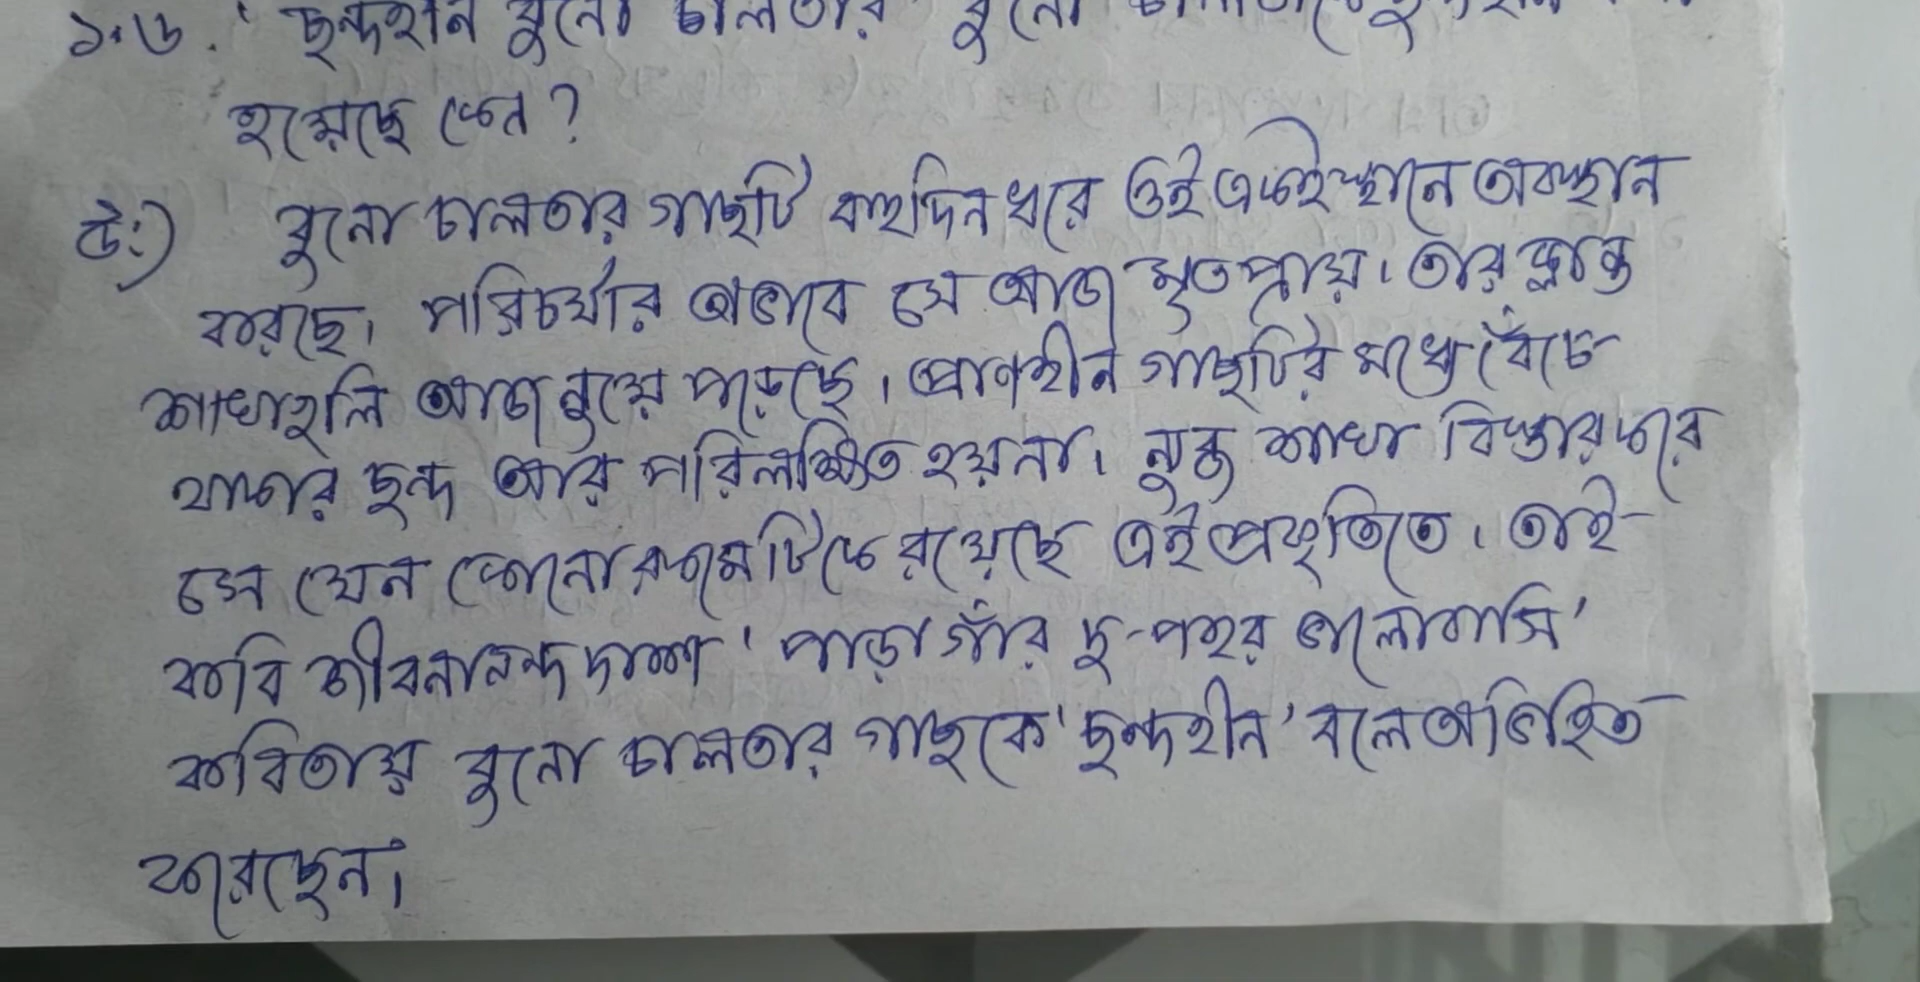 ১.৬. 'ছন্দহীন বুনো চালতার' বুনো চালতাকে ছন্দহীন
হয়েছে কেন?
উঃ) বুনো চালতার গাছটি বহুদিন ধরে ওই একইস্থানে অবস্থান
করছে। পরিচর্যার অভাবে সে আজ মৃতপ্রায়। তার ক্লান্ত
শাখাগুলি আজ নুয়ে পড়েছে। প্রাণহীন গাছটির মধ্যে বেঁচে
থাকার ছন্দ আর পরিলক্ষিত হয়না। ন্যুব্জ শাখা বিস্তার করে
সে যেন কোনোরকমে টিকে রয়েছে এই প্রকৃতিতে। তাই
কবি জীবনানন্দ দাশ 'পাড়াগাঁর দু-পহর ভালোবাসি'
কবিতায় বুনো চালতার গাছকে 'ছন্দহীন' বলে অভিহিত
করেছেন।